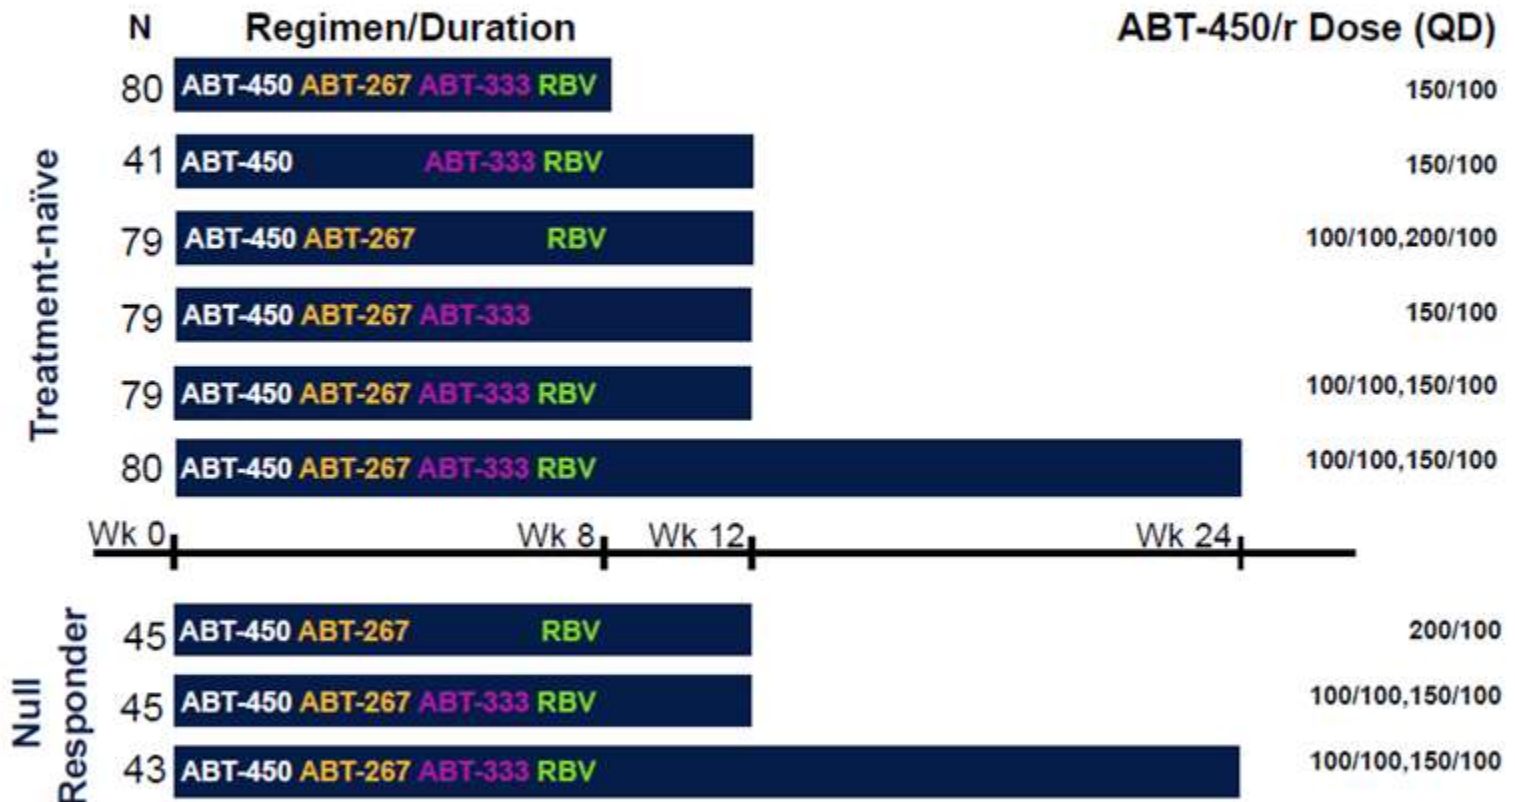 N Regimen/Duration ABT-450/r Dose (QD)
Treatment-naïve
80 ABT-450 ABT-267 ABT-333 RBV 150/100
41 ABT-450 ABT-333 RBV 150/100
79 ABT-450 ABT-267 RBV 100/100,200/100
79 ABT-450 ABT-267 ABT-333 150/100
79 ABT-450 ABT-267 ABT-333 RBV 100/100,150/100
80 ABT-450 ABT-267 ABT-333 RBV 100/100,150/100
Wk 0 Wk 8 Wk 12 Wk 24
Null
Responder
45 ABT-450 ABT-267 RBV 200/100
45 ABT-450 ABT-267 ABT-333 RBV 100/100,150/100
43 ABT-450 ABT-267 ABT-333 RBV 100/100,150/100